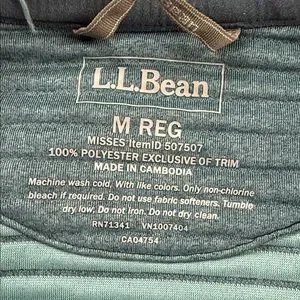 L.L.Bean
M REG
MISSES ItemID 507507
100% POLYESTER EXCLUSIVE OF TRIM
MADE IN CAMBODIA
Machine wash cold. With like colors. Only non-chlorine
bleach if required. Do not use fabric softeners. Tumble
dry low. Do not iron. Do not dry clean.
RN71341 VN1007404
CA04754